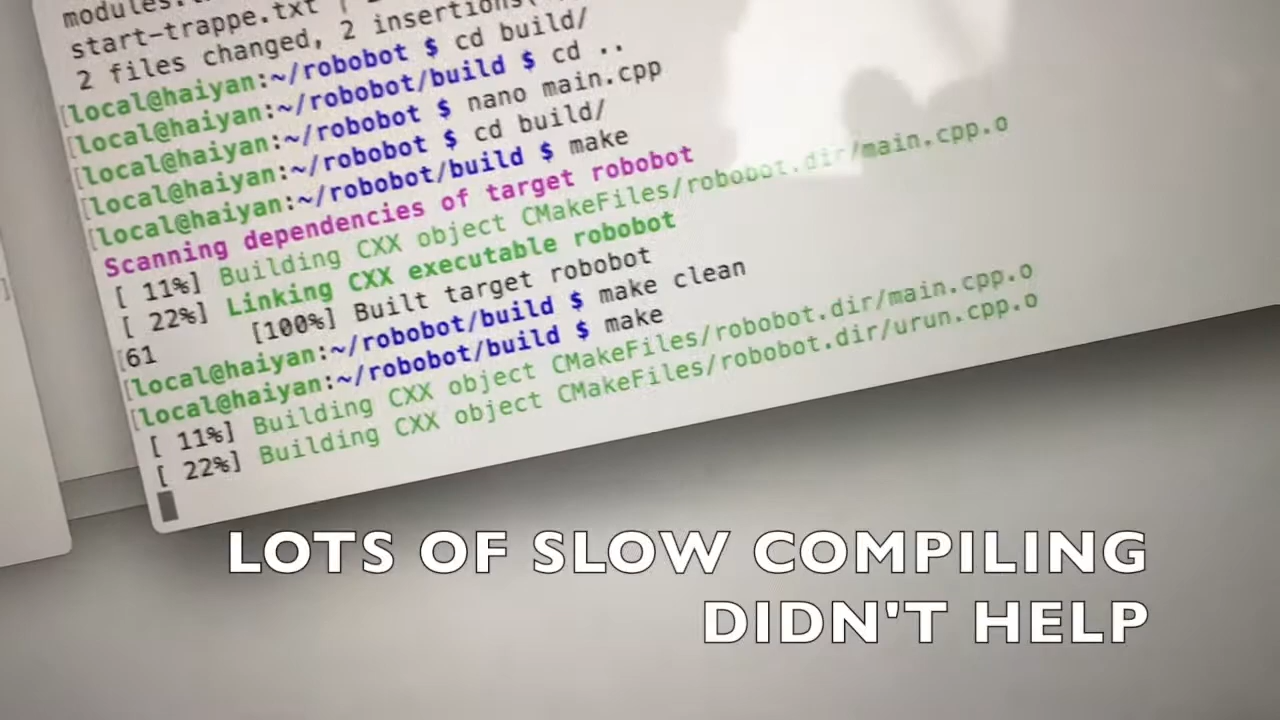 modules.
start-trappe.txt |
2 files changed, 2 insertions(
[local@haiyan:~/robobot $ cd build/
[local@haiyan:~/robobot/build $ cd ..
[local@haiyan:~/robobot $ nano main.cpp
[local@haiyan:~/robobot $ cd build/
[local@haiyan:~/robobot/build $ make
Scanning dependencies of target robobot
[ 11%] Building CXX object CMakeFiles/robobot.dir/main.cpp.o
[ 22%] Linking CXX executable robobot
[61 [100%] Built target robobot
[local@haiyan:~/robobot/build $ make clean
[local@haiyan:~/robobot/build $ make
[ 11%] Building CXX object CMakeFiles/robobot.dir/main.cpp.o
[ 22%] Building CXX object CMakeFiles/robobot.dir/urun.cpp.o
LOTS OF SLOW COMPILING
DIDN'T HELP